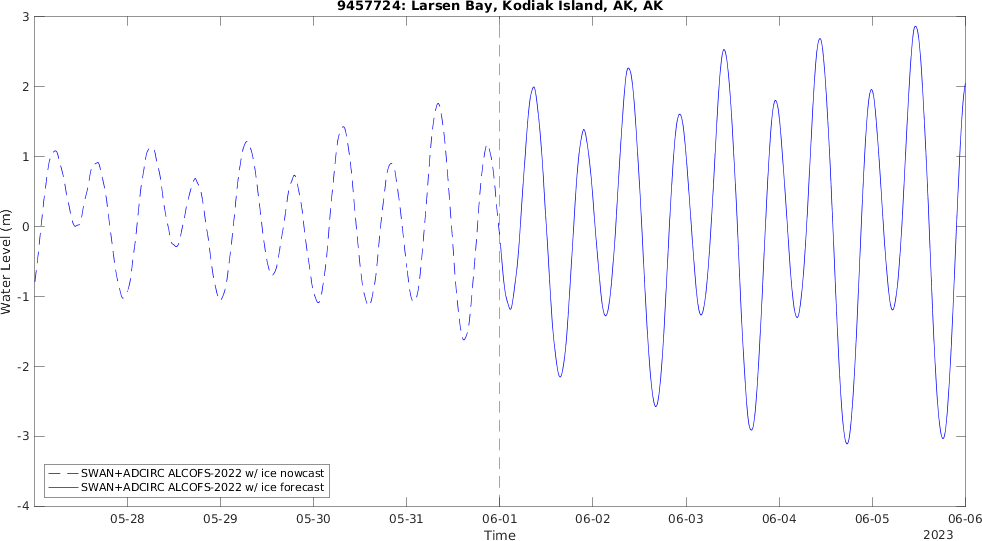 9457724: Larsen Bay, Kodiak Island, AK, AK
3
2
1
0
-1
-2
-3
-4
Water Level (m)
SWAN+ADCIRC ALCOFS-2022 w/ ice nowcast
SWAN+ADCIRC ALCOFS-2022 w/ ice forecast
05-28 05-29 05-30 05-31 06-01 06-02 06-03 06-04 06-05 06-06
Time
2023